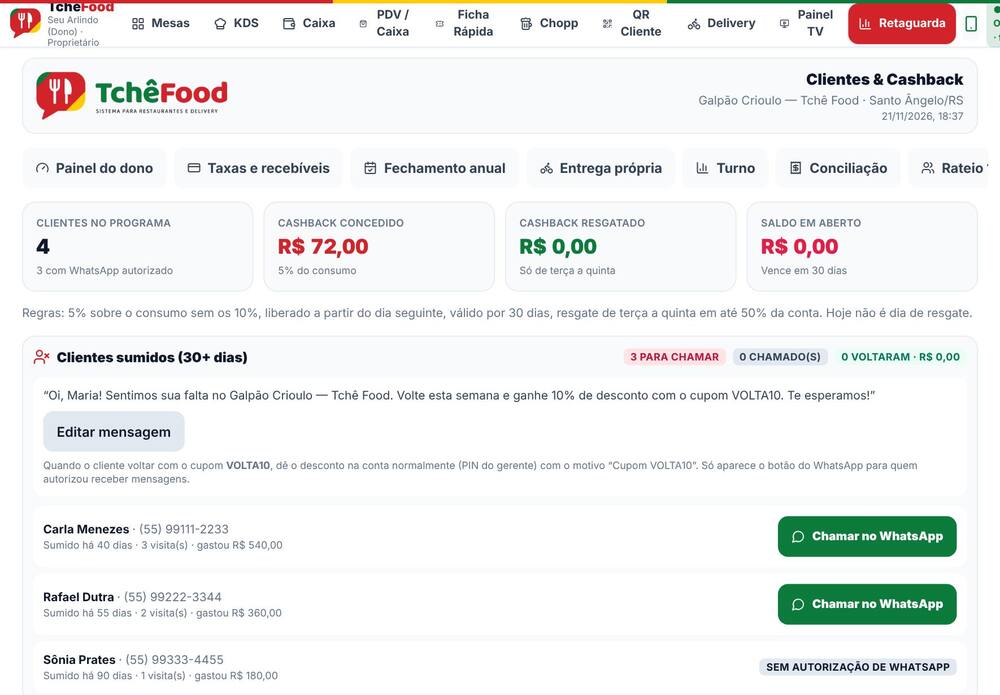 TchêFood
Seu Arlindo
(Dono) ·
Proprietário
Mesas
KDS
Caixa
PDV /
Caixa
Ficha
Rápida
Chopp
QR
Cliente
Delivery
Painel
TV
Retaguarda
TchêFood
SISTEMA PARA RESTAURANTES E DELIVERY
Clientes & Cashback
Galpão Crioulo — Tchê Food · Santo Ângelo/RS
21/11/2026, 18:37
Painel do dono
Taxas e recebíveis
Fechamento anual
Entrega própria
Turno
Conciliação
Rateio
CLIENTES NO PROGRAMA
4
3 com WhatsApp autorizado
CASHBACK CONCEDIDO
R$ 72,00
5% do consumo
CASHBACK RESGATADO
R$ 0,00
Só de terça a quinta
SALDO EM ABERTO
R$ 0,00
Vence em 30 dias
Regras: 5% sobre o consumo sem os 10%, liberado a partir do dia seguinte, válido por 30 dias, resgate de terça a quinta em até 50% da conta. Hoje não é dia de resgate.
Clientes sumidos (30+ dias)
3 PARA CHAMAR
0 CHAMADO(S)
0 VOLTARAM · R$ 0,00
“Oi, Maria! Sentimos sua falta no Galpão Crioulo — Tchê Food. Volte esta semana e ganhe 10% de desconto com o cupom VOLTA10. Te esperamos!”
Editar mensagem
Quando o cliente voltar com o cupom VOLTA10, dê o desconto na conta normalmente (PIN do gerente) com o motivo “Cupom VOLTA10”. Só aparece o botão do WhatsApp para quem
autorizou receber mensagens.
Carla Menezes · (55) 99111-2233
Sumido há 40 dias · 3 visita(s) · gastou R$ 540,00
Chamar no WhatsApp
Rafael Dutra · (55) 99222-3344
Sumido há 55 dias · 2 visita(s) · gastou R$ 360,00
Chamar no WhatsApp
Sônia Prates · (55) 99333-4455
Sumido há 90 dias · 1 visita(s) · gastou R$ 180,00
SEM AUTORIZAÇÃO DE WHATSAPP